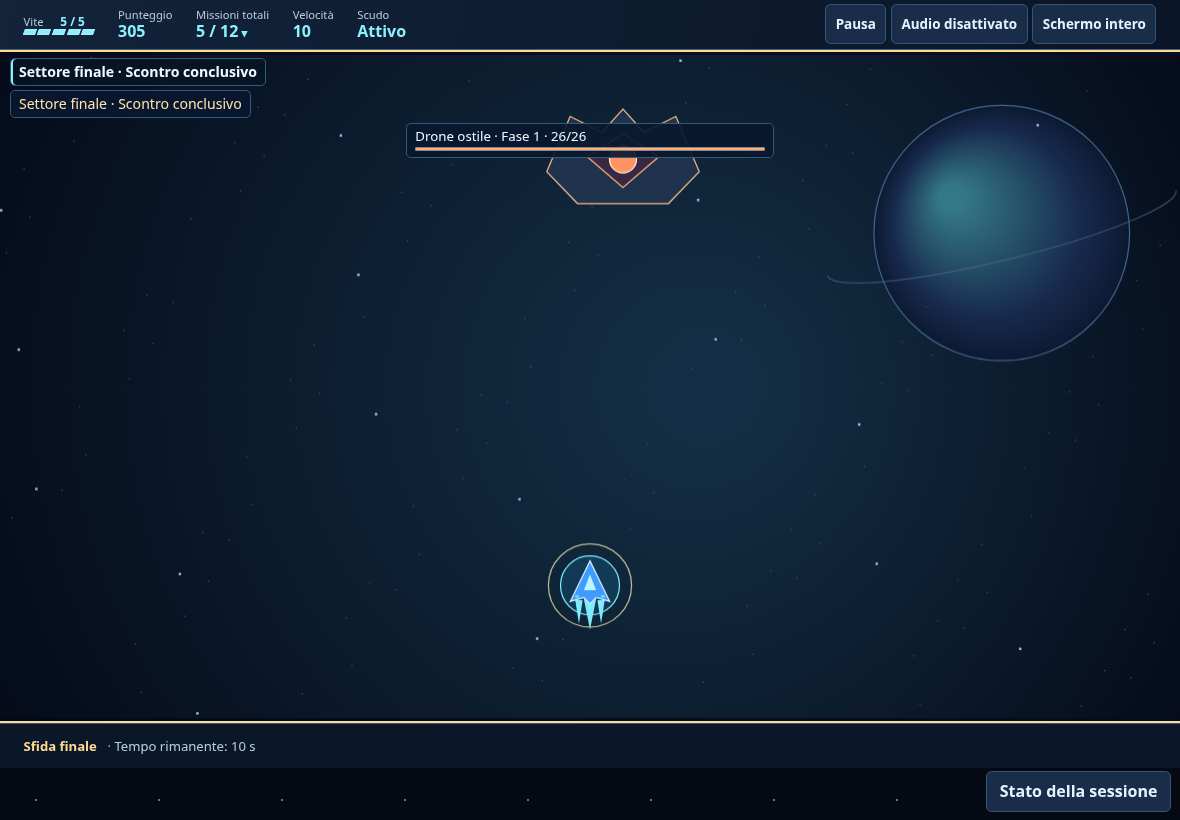 Vite 5 / 5
Punteggio
305
Missioni totali
5 / 12 ▾
Velocità
10
Scudo
Attivo
Pausa
Audio disattivato
Schermo intero
Settore finale · Scontro conclusivo
Settore finale · Scontro conclusivo
Drone ostile · Fase 1 · 26/26
Sfida finale · Tempo rimanente: 10 s
Stato della sessione